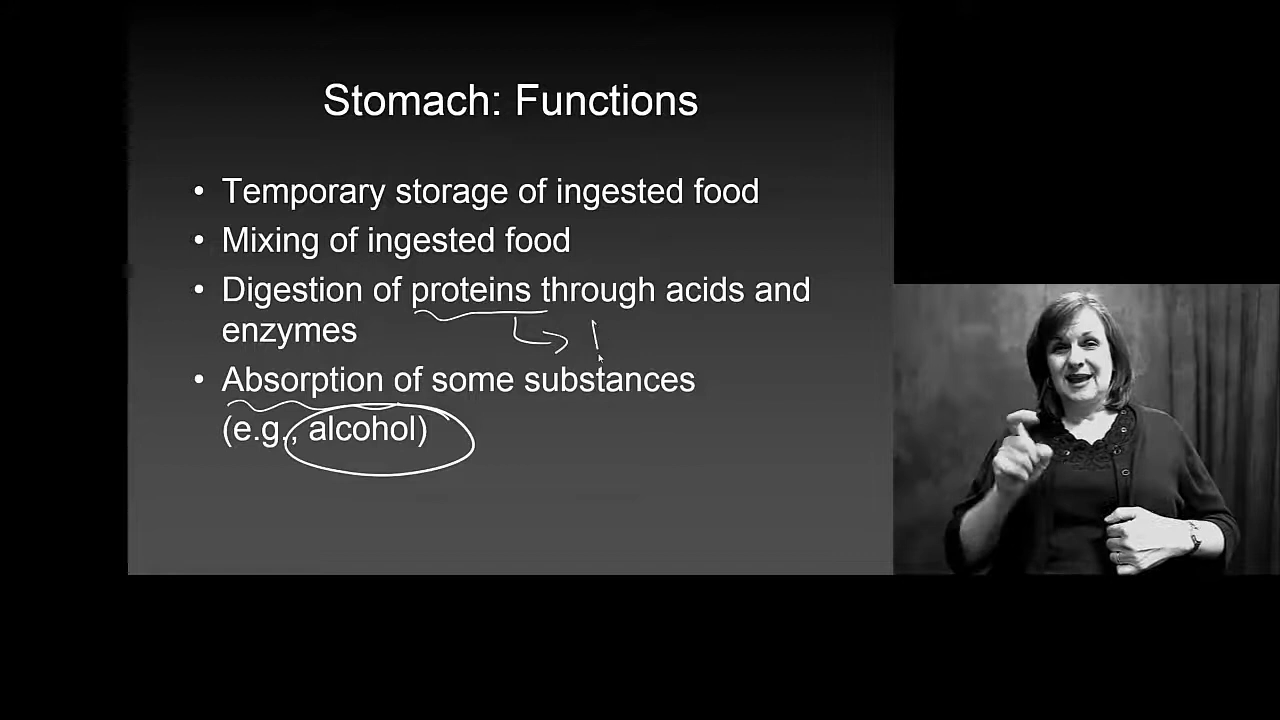 Stomach: Functions
• Temporary storage of ingested food
• Mixing of ingested food
• Digestion of proteins through acids and
enzymes
• Absorption of some substances
(e.g., alcohol)